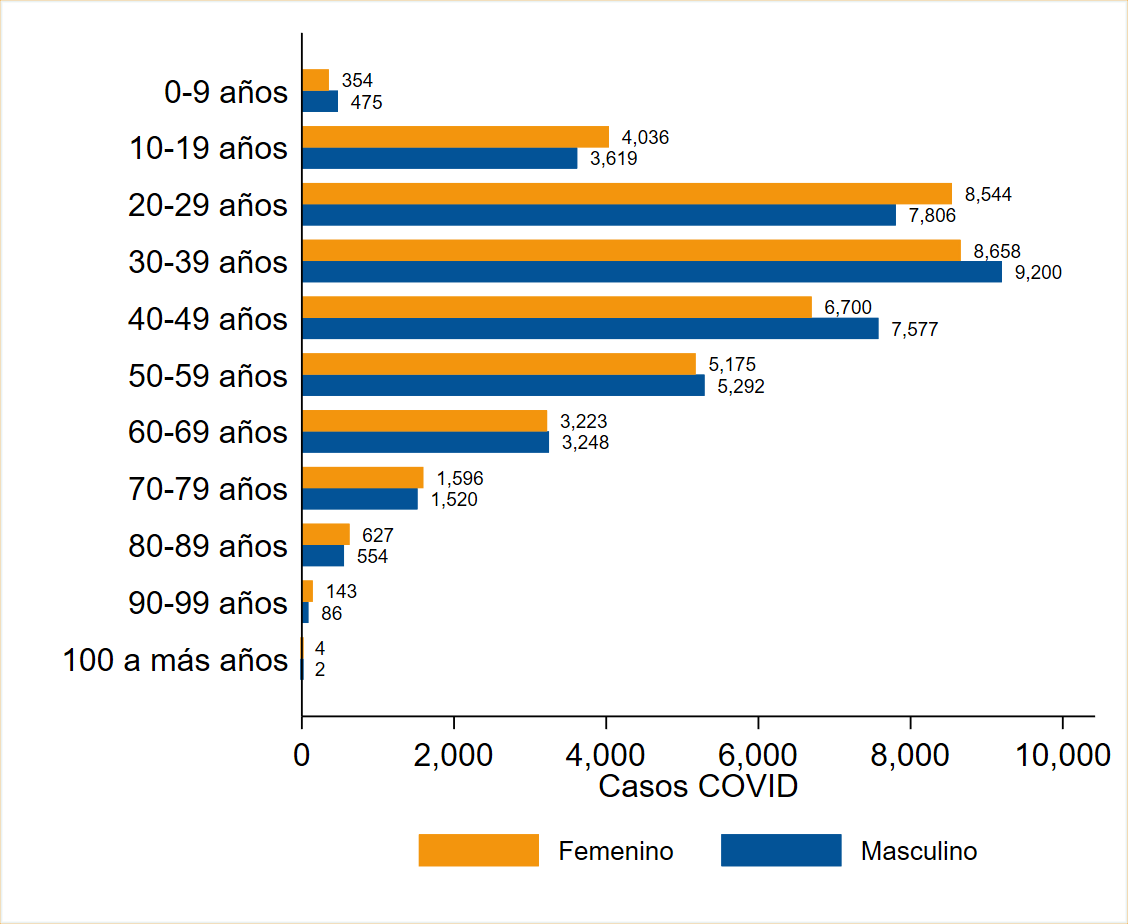 0-9 años
354
475
10-19 años
4,036
3,619
20-29 años
8,544
7,806
30-39 años
8,658
9,200
40-49 años
6,700
7,577
50-59 años
5,175
5,292
60-69 años
3,223
3,248
70-79 años
1,596
1,520
80-89 años
627
554
90-99 años
143
86
100 a más años
4
2
0 2,000 4,000 6,000 8,000 10,000
Casos COVID
Femenino Masculino